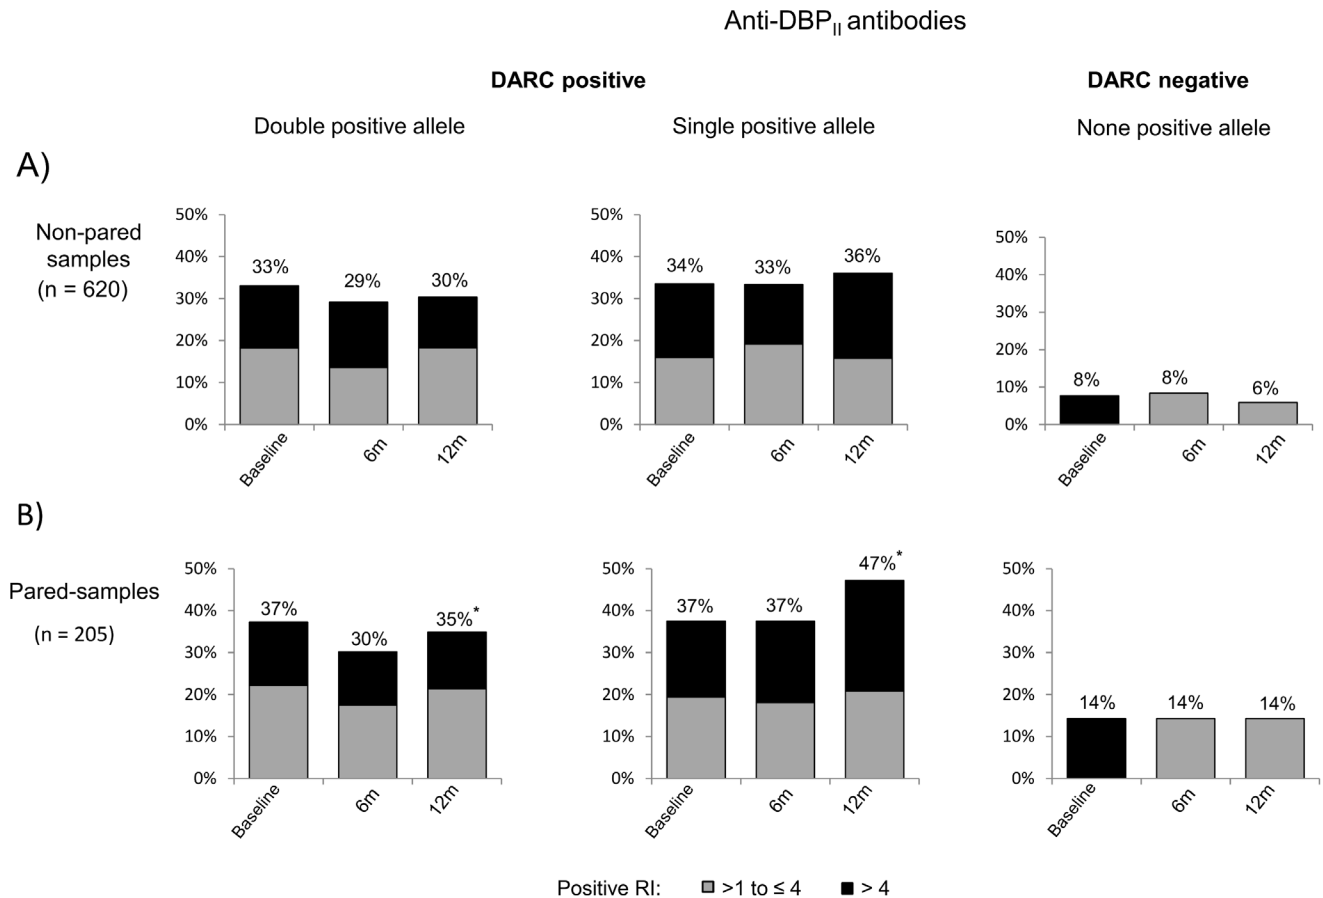 Anti-DBPII antibodies
DARC positive
DARC negative
Double positive allele
Single positive allele
None positive allele
A)
Non-pared
samples
(n = 620)
50%
40%
30%
20%
10%
0%
33%
29%
30%
Baseline
6m
12m
50%
40%
30%
20%
10%
0%
34%
33%
36%
Baseline
6m
12m
50%
40%
30%
20%
10%
0%
8%
8%
6%
Baseline
6m
12m
B)
Pared-samples
(n = 205)
50%
40%
30%
20%
10%
0%
37%
30%
35%*
Baseline
6m
12m
50%
40%
30%
20%
10%
0%
37%
37%
47%*
Baseline
6m
12m
50%
40%
30%
20%
10%
0%
14%
14%
14%
Baseline
6m
12m
Positive RI: >1 to ≤ 4 > 4